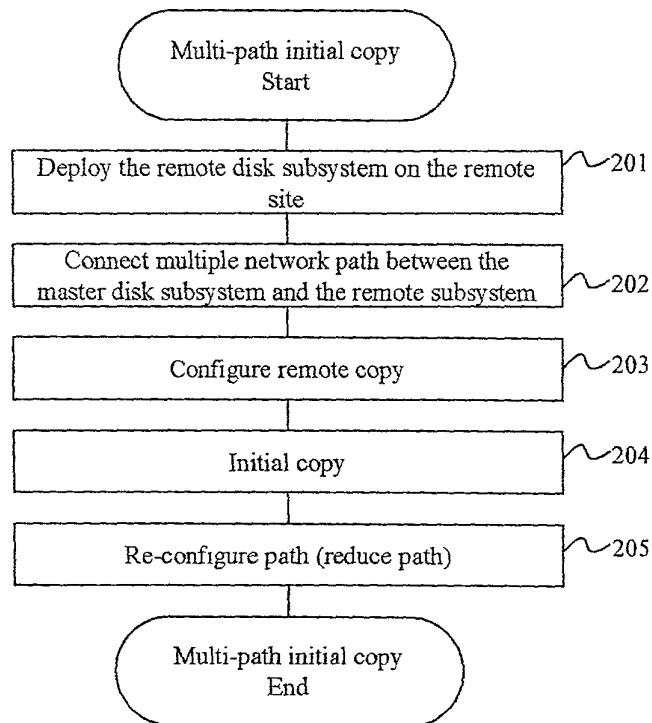 Multi-path initial copy
Start
Deploy the remote disk subsystem on the remote
site
201
Connect multiple network path between the
master disk subsystem and the remote subsystem
202
Configure remote copy
203
Initial copy
204
Re-configure path (reduce path)
205
Multi-path initial copy
End